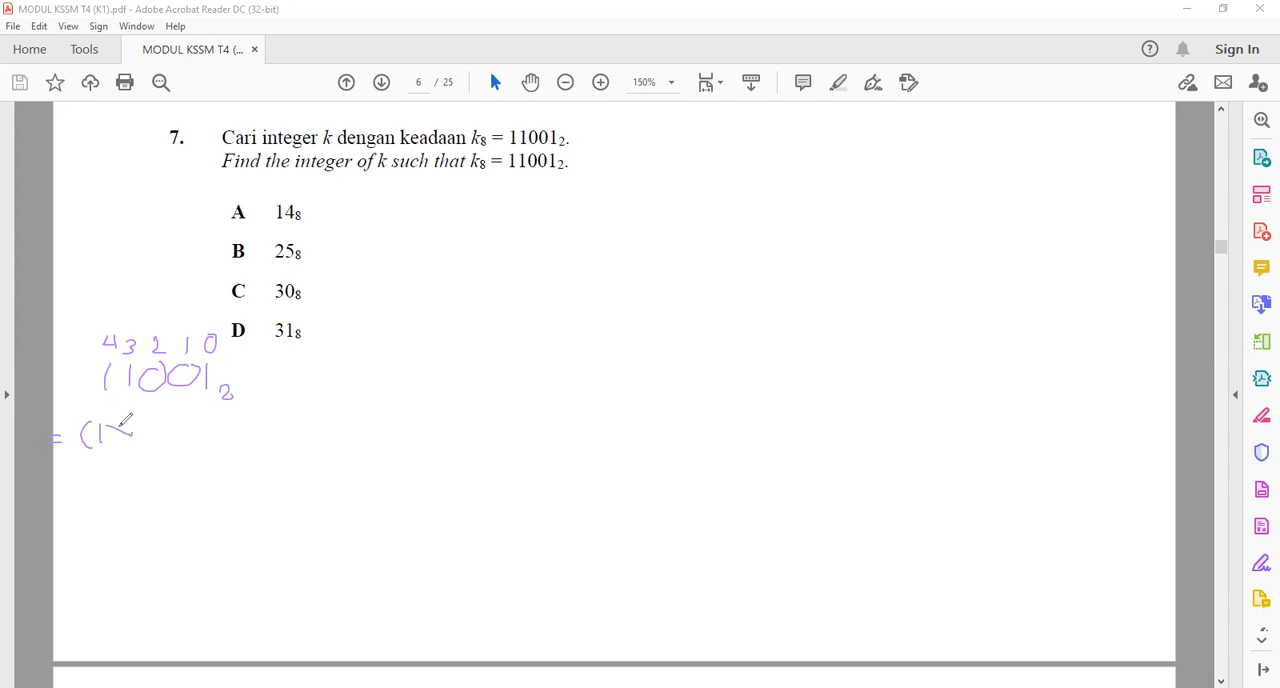 MODUL KSSM T4 (K1).pdf - Adobe Acrobat Reader DC (32-bit)
File Edit View Sign Window Help
Home Tools MODUL KSSM T4 (... × Sign In
6 / 25 150%
7. Cari integer k dengan keadaan k₈ = 11001₂.
Find the integer of k such that k₈ = 11001₂.
A 14₈
B 25₈
C 30₈
D 31₈
4 3 2 1 0
11001₂
= (1×